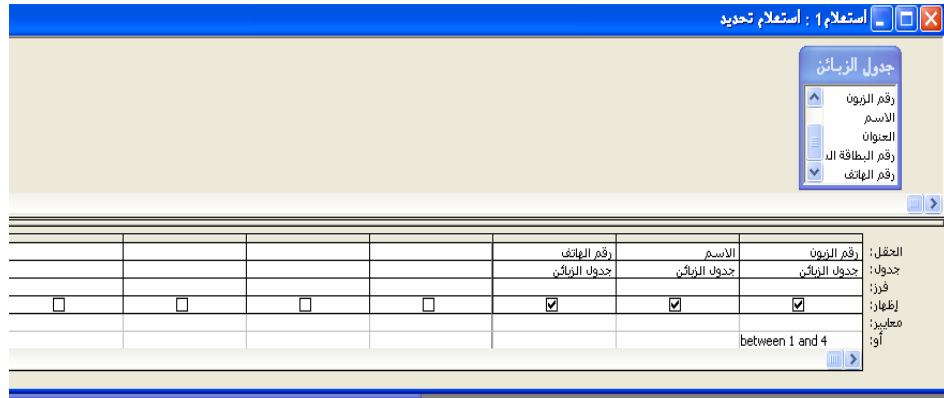 استعلام1 : استعلام تحديد
جدول الزبائن
رقم الزبون
الاسم
العنوان
رقم البطاقة ال
رقم الهاتف
الحقل: رقم الزبون الاسم رقم الهاتف
جدول: جدول الزبائن جدول الزبائن جدول الزبائن
فرز:
إظهار:
معايير:
أو: between 1 and 4